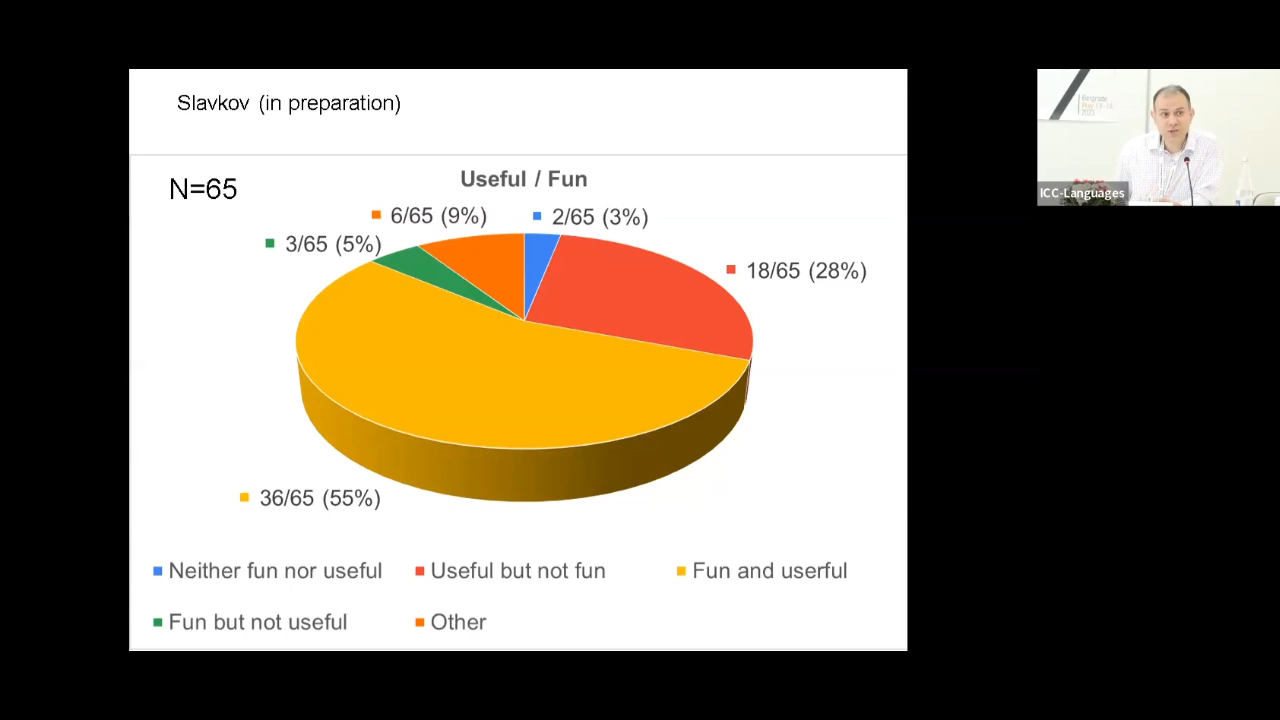 Slavkov (in preparation)
N=65
Useful / Fun
6/65 (9%)
2/65 (3%)
3/65 (5%)
18/65 (28%)
36/65 (55%)
Neither fun nor useful
Useful but not fun
Fun and userful
Fun but not useful
Other
ICC-Languages